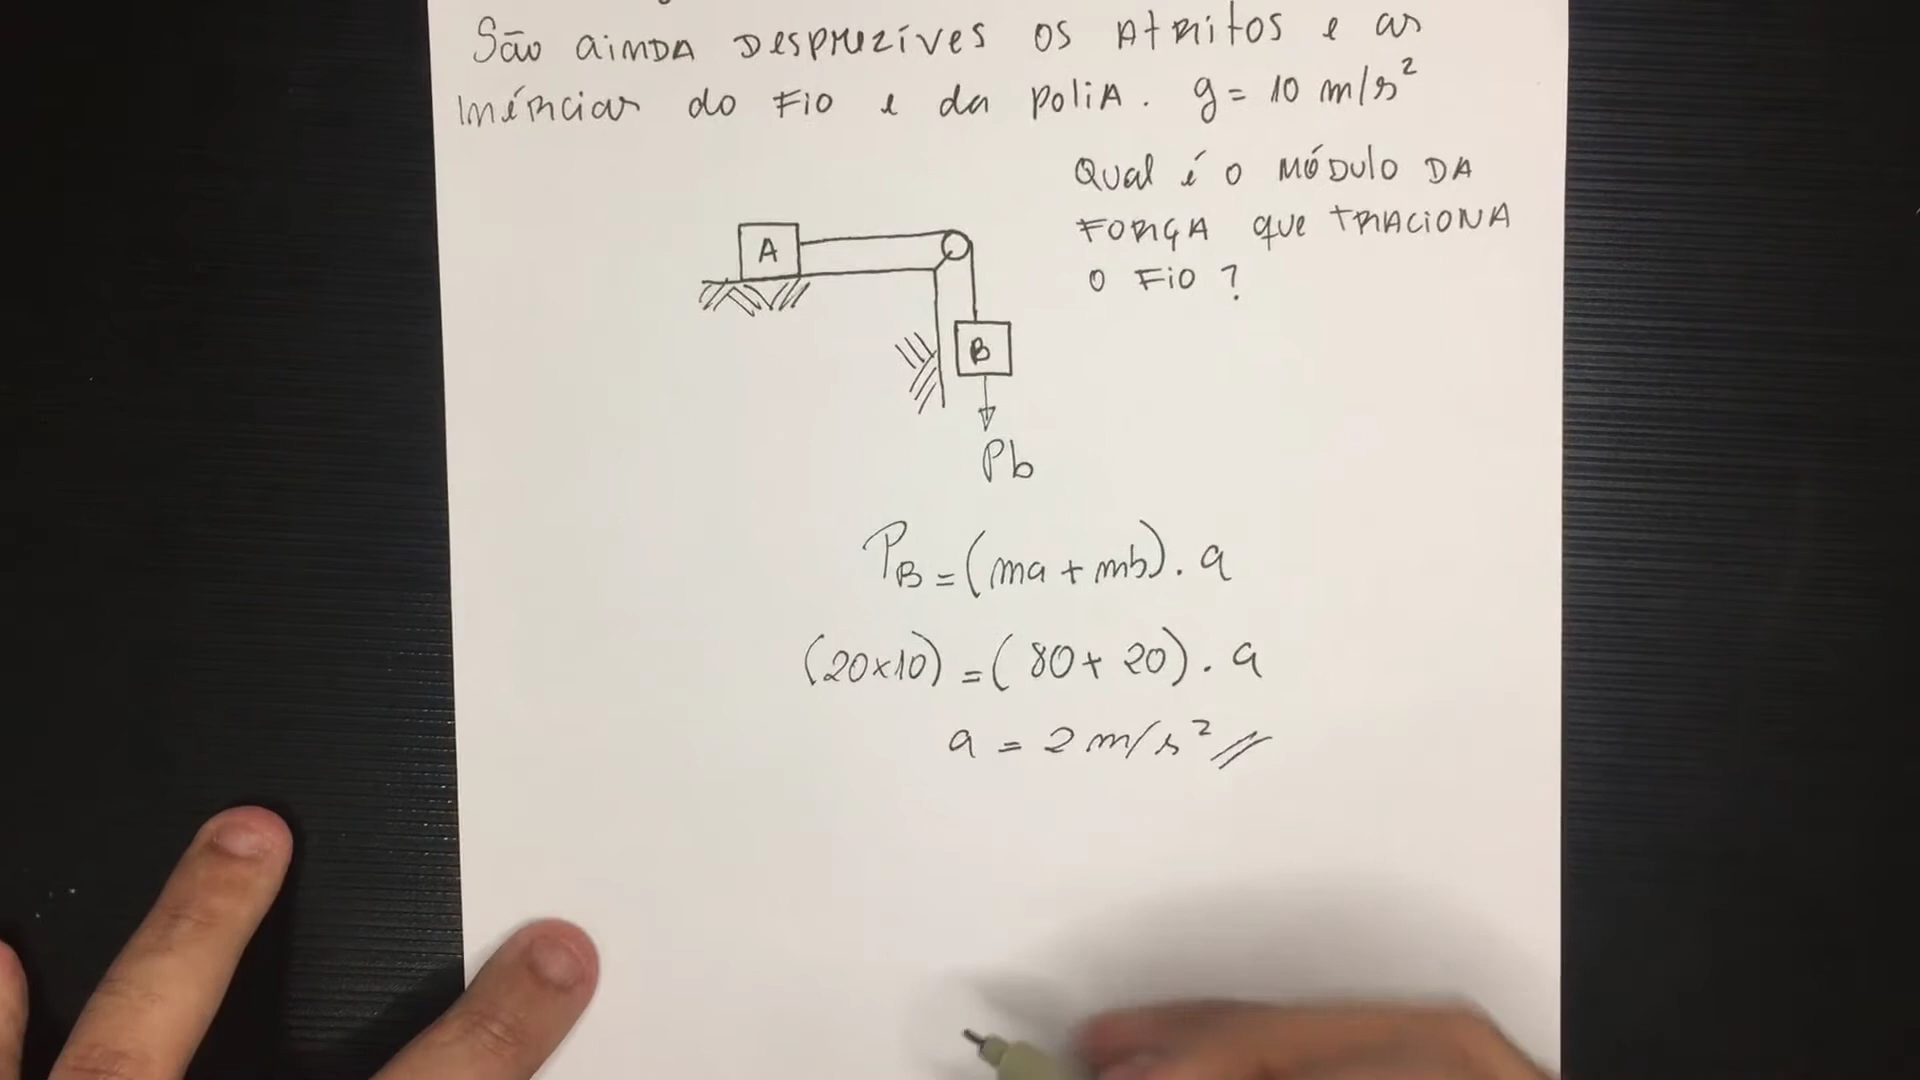 São ainda desprezíves os atritos e as
inércias do fio e da polia. g = 10 m/s²
Qual é o módulo da
força que traciona
o fio ?
A
B
Pb
PB = (ma + mb) . a
(20x10) = (80 + 20) . a
a = 2 m/s² //